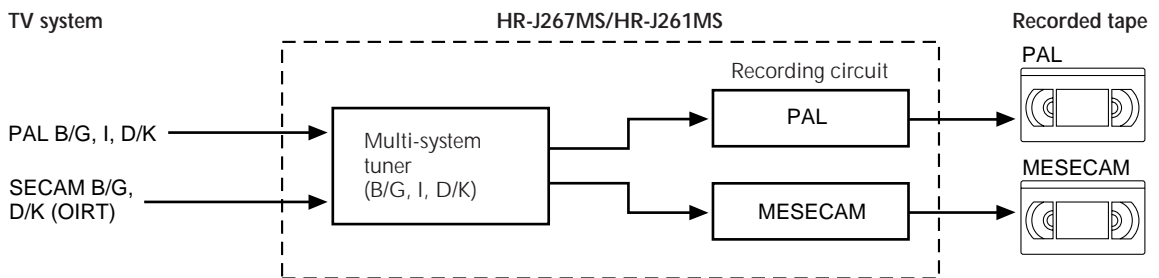 TV system
HR-J267MS/HR-J261MS
Recorded tape
PAL
Recording circuit
PAL
PAL B/G, I, D/K
Multi-system
tuner
(B/G, I, D/K)
SECAM B/G,
D/K (OIRT)
MESECAM
MESECAM